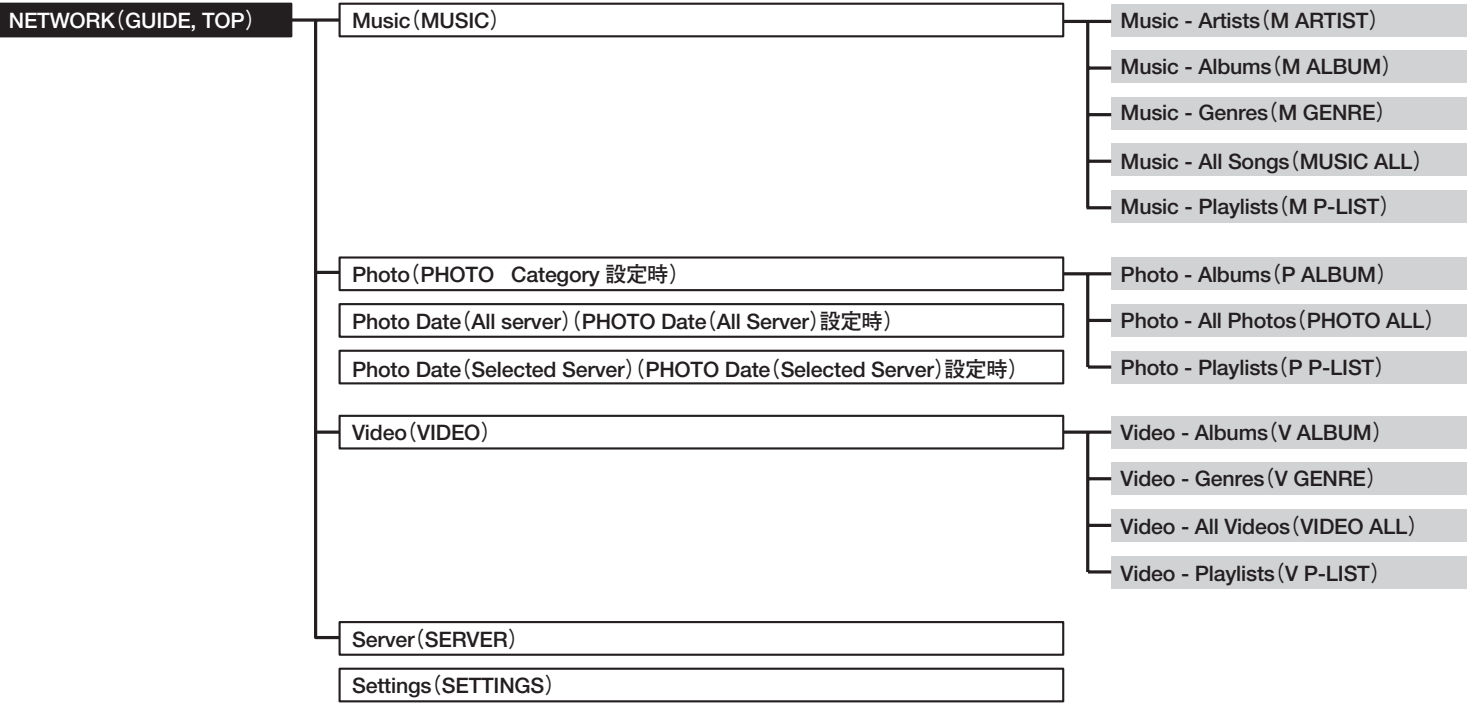 NETWORK（GUIDE, TOP）
Music（MUSIC）
Music - Artists（M ARTIST）
Music - Albums（M ALBUM）
Music - Genres（M GENRE）
Music - All Songs（MUSIC ALL）
Music - Playlists（M P-LIST）
Photo（PHOTO　Category 設定時）
Photo - Albums（P ALBUM）
Photo Date（All server）（PHOTO Date（All Server）設定時）
Photo - All Photos（PHOTO ALL）
Photo Date（Selected Server）（PHOTO Date（Selected Server）設定時）
Photo - Playlists（P P-LIST）
Video（VIDEO）
Video - Albums（V ALBUM）
Video - Genres（V GENRE）
Video - All Videos（VIDEO ALL）
Video - Playlists（V P-LIST）
Server（SERVER）
Settings（SETTINGS）